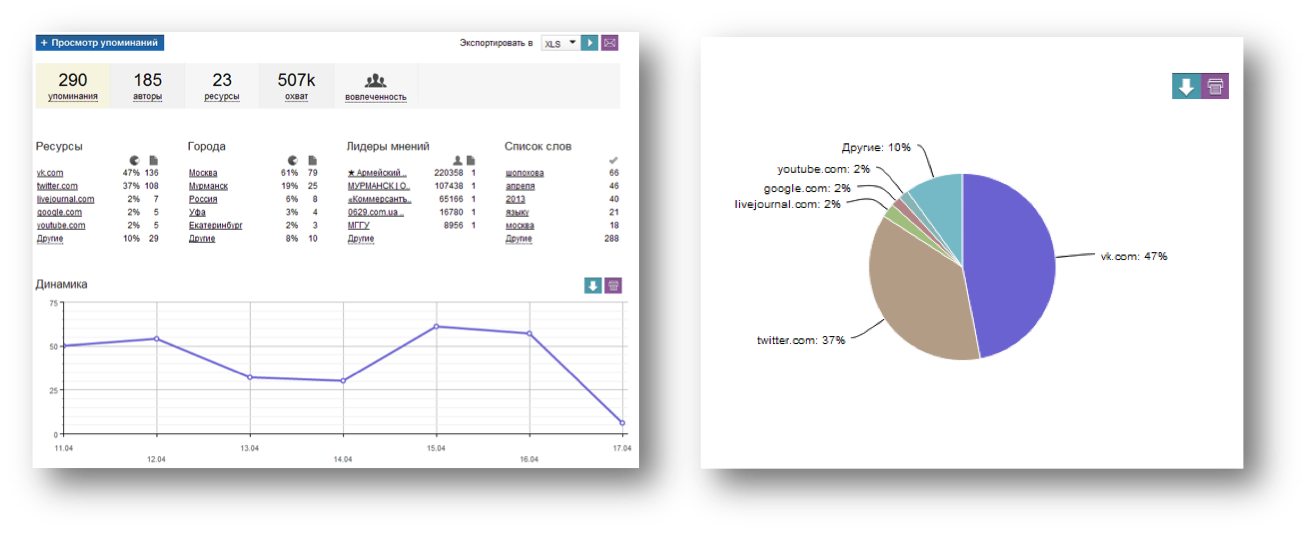 + Просмотр упоминаний
Экспортировать в XLS
290 185 23 507k
упоминания авторы ресурсы охват вовлеченность
Ресурсы
vk.com 47% 136
twitter.com 37% 108
livejournal.com 2% 7
google.com 2% 5
youtube.com 2% 5
Другие 10% 29
Города
Москва 61% 79
Мурманск 19% 25
Россия 6% 8
Уфа 3% 4
Екатеринбург 2% 3
Другие 8% 10
Лидеры мнений
★ Армейский... 220358 1
МУРМАНСК | О.. 107438 1
«Коммерсантъ.. 65166 1
0629.com.ua .. 16780 1
МГГУ 8956 1
Другие
Список слов
шолохова 66
апреля 46
2013 40
языку 21
москва 18
Другие 288
Динамика
75
50
25
0
11.04 12.04 13.04 14.04 15.04 16.04 17.04
Другие: 10%
youtube.com: 2%
google.com: 2%
livejournal.com: 2%
vk.com: 47%
twitter.com: 37%